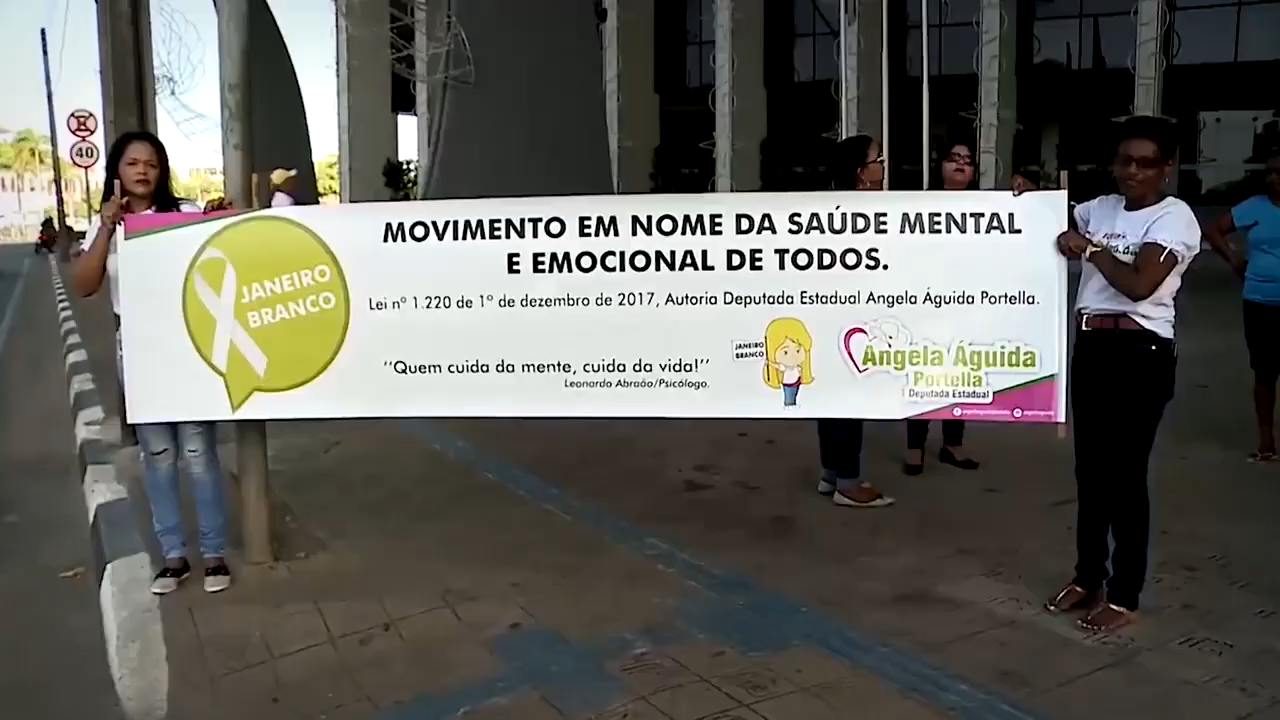 40
MOVIMENTO EM NOME DA SAÚDE MENTAL
E EMOCIONAL DE TODOS.
JANEIRO
BRANCO
Lei nº 1.220 de 1º de dezembro de 2017, Autoria Deputada Estadual Angela Águida Portella.
"Quem cuida da mente, cuida da vida!"
Leonardo Abraão/Psicólogo.
JANEIRO
BRANCO
Angela Águida
Portella
Deputada Estadual